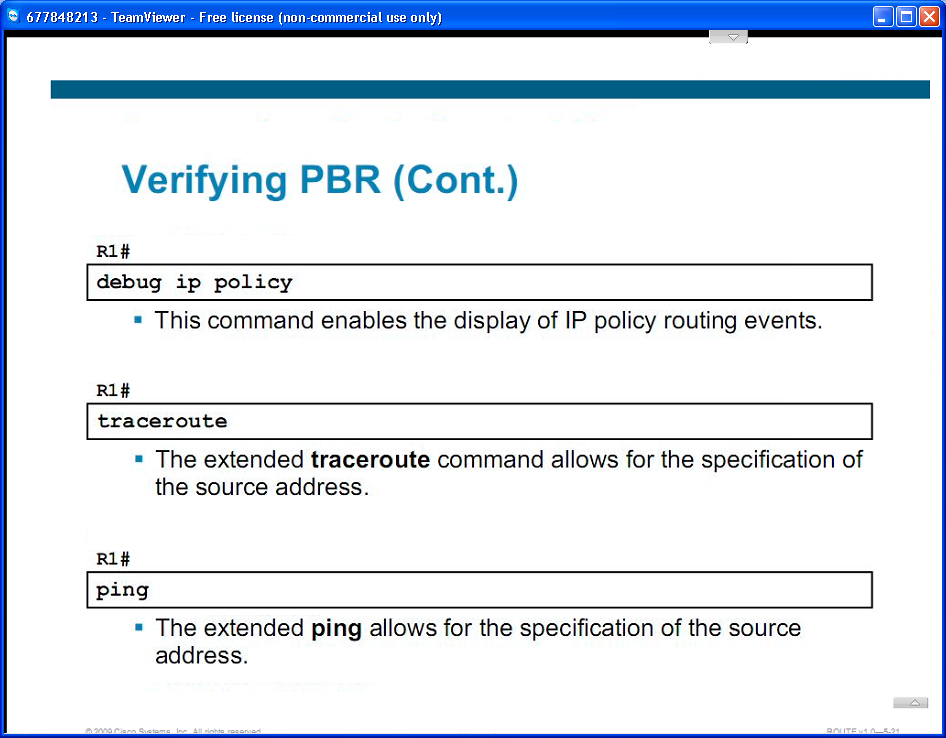 677848213 - TeamViewer - Free license (non-commercial use only)
Verifying PBR (Cont.)
R1#
debug ip policy
▪ This command enables the display of IP policy routing events.
R1#
traceroute
▪ The extended traceroute command allows for the specification of
the source address.
R1#
ping
▪ The extended ping allows for the specification of the source
address.
© 2009 Cisco Systems, Inc. All rights reserved.
ROUTE v1.0—5-21